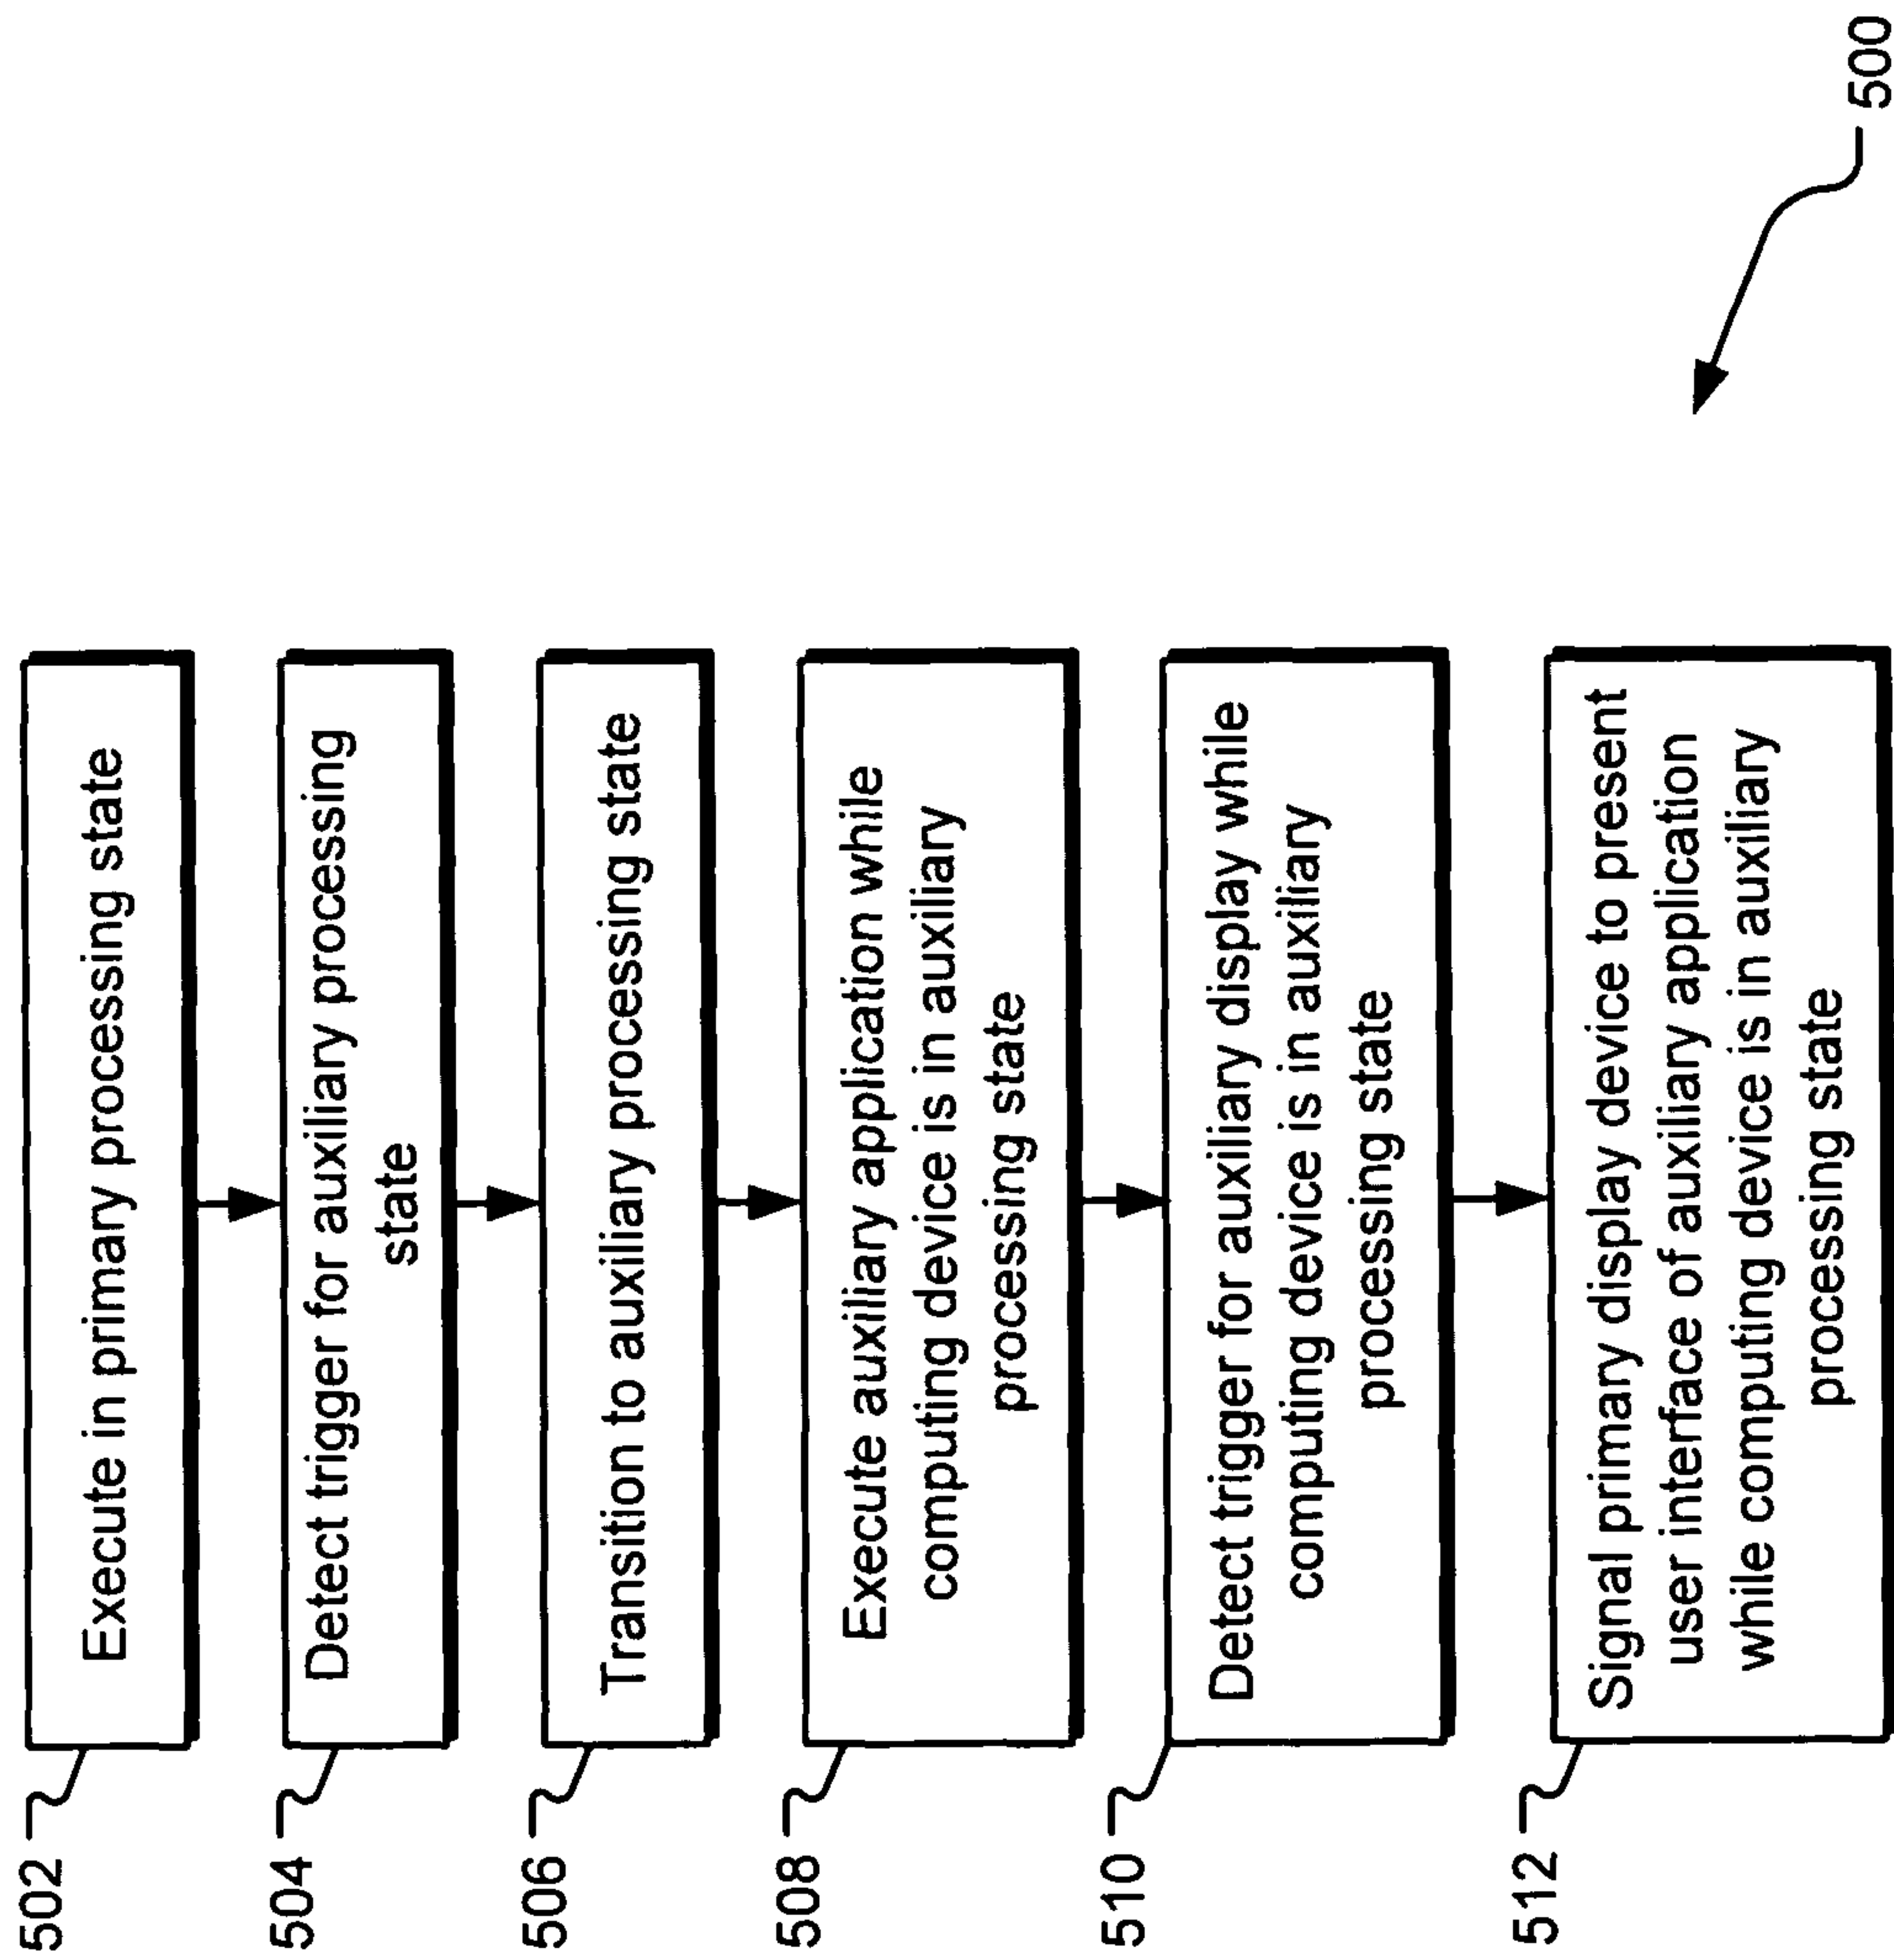 502
Execute in primary processing state
504
Detect trigger for auxiliary processing
state
506
Transition to auxiliary processing state
508
Execute auxiliary application while
computing device is in auxiliary
processing state
510
Detect trigger for auxiliary display while
computing device is in auxiliary
processing state
512
Signal primary display device to present
user interface of auxiliary application
while computing device is in auxiliary
processing state
500